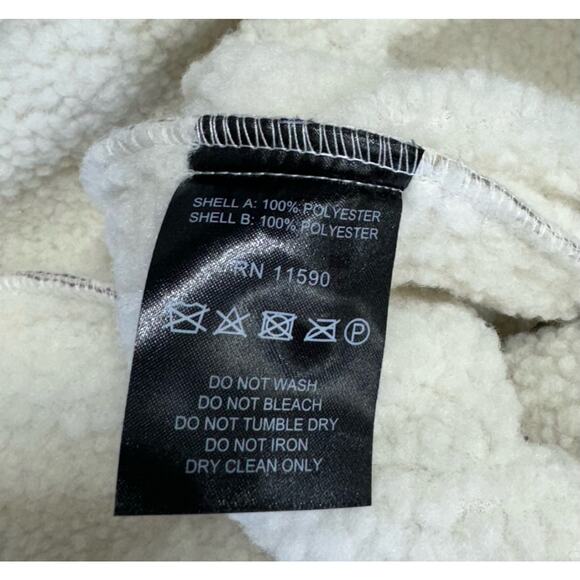 SHELL A: 100% POLYESTER
SHELL B: 100% POLYESTER
RN 11590
P
DO NOT WASH
DO NOT BLEACH
DO NOT TUMBLE DRY
DO NOT IRON
DRY CLEAN ONLY